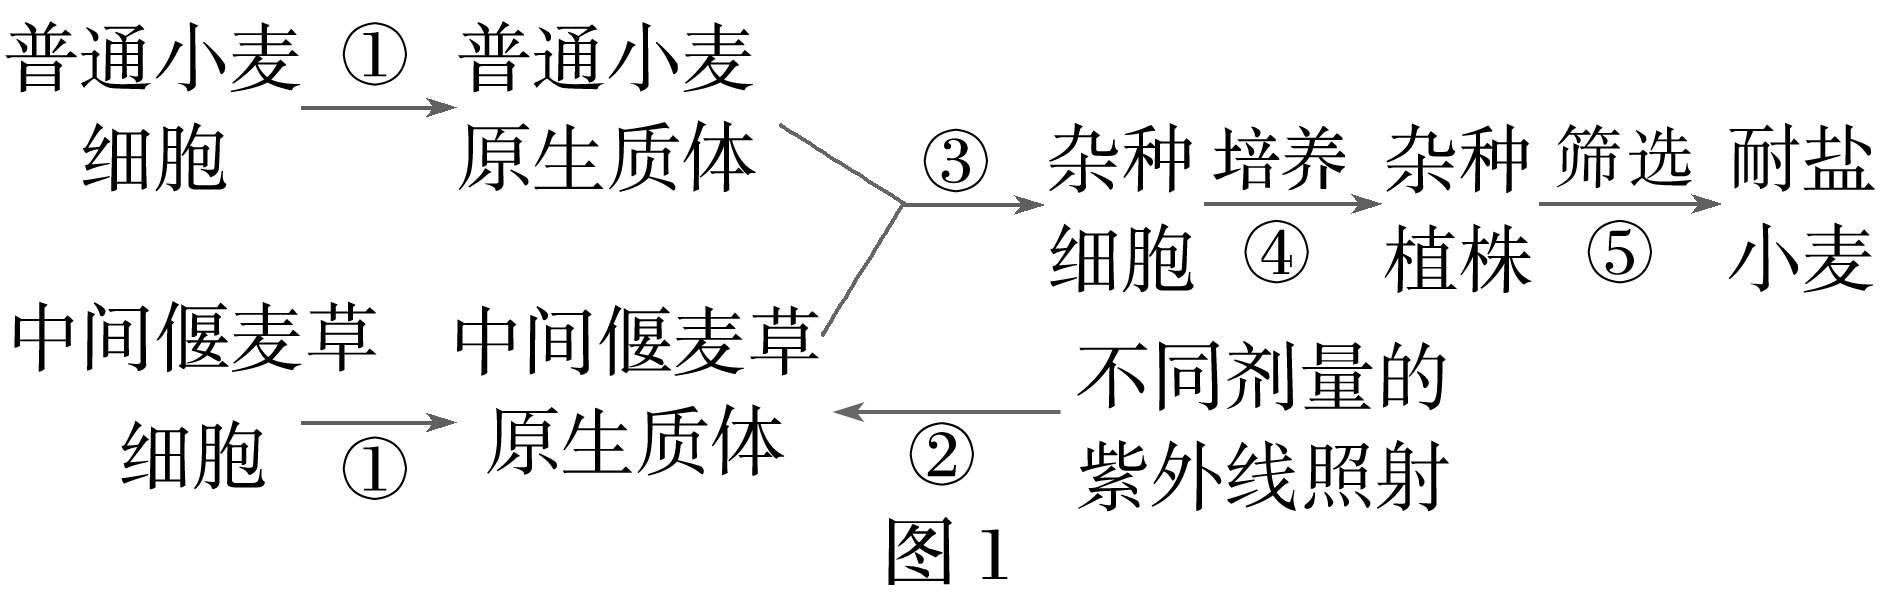 普通小麦
细胞
①
普通小麦
原生质体
中间偃麦草
细胞
①
中间偃麦草
原生质体
③
杂种
细胞
培养
④
杂种
植株
筛选
⑤
耐盐
小麦
不同剂量的
紫外线照射
②
图 1